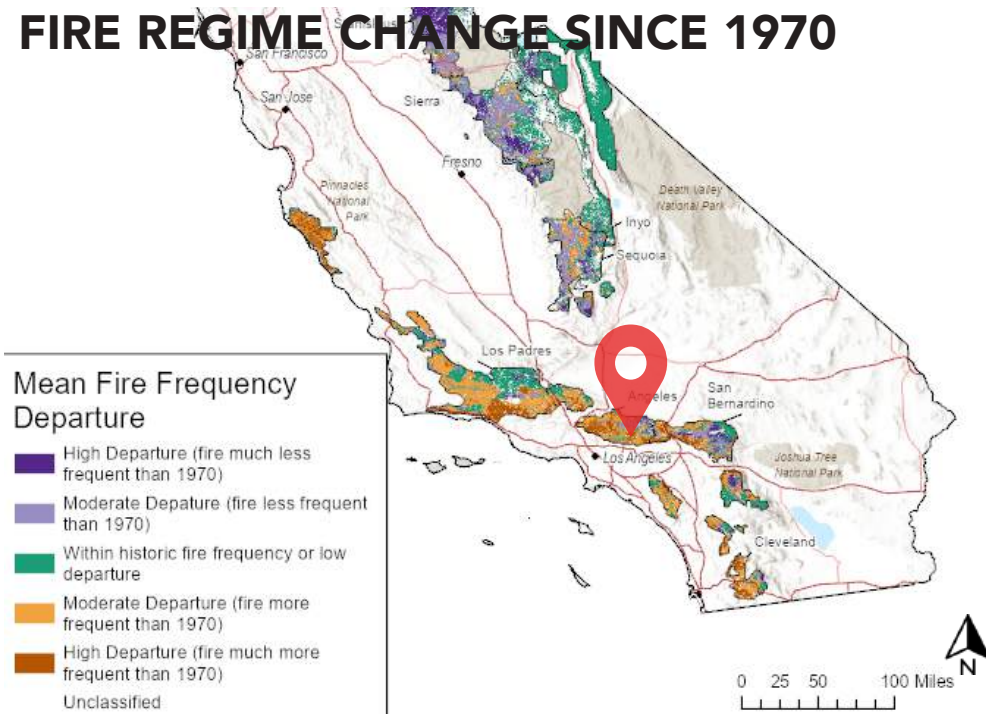 FIRE REGIME CHANGE SINCE 1970
Stanislaus
San Francisco
San Jose
Sierra
Fresno
Pinnacles
National
Park
Death Valley
National Park
Inyo
Sequoia
Los Padres
Angeles
San
Bernardino
Los Angeles
Joshua Tree
National Park
Cleveland
Mean Fire Frequency
Departure
High Departure (fire much less
frequent than 1970)
Moderate Depature (fire less frequent
than 1970)
Within historic fire frequency or low
departure
Moderate Departure (fire more
frequent than 1970)
High Departure (fire much more
frequent than 1970)
Unclassified
N
0 25 50 100 Miles